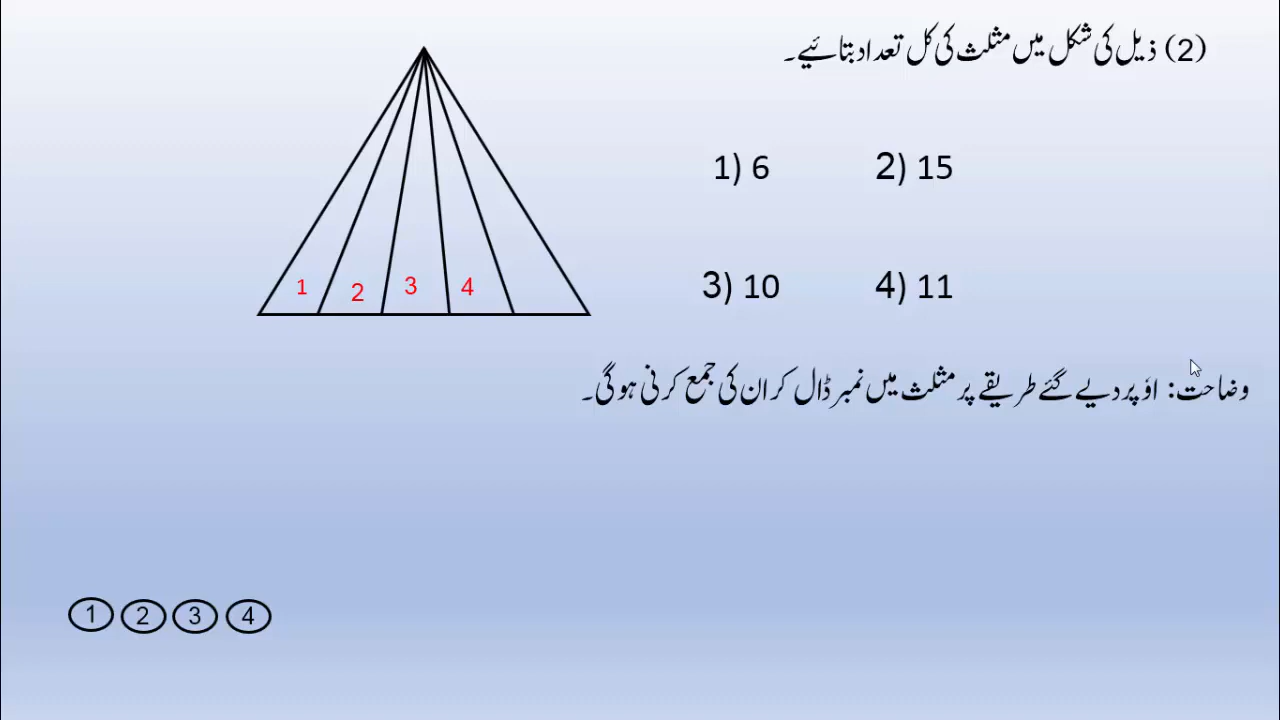 (2) ذیل کی شکل میں مثلث کی کل تعداد بتائیے۔
1) 6 2) 15
3) 10 4) 11
1 2 3 4
وضاحت: اوٗپر دیے گئے طریقے پر مثلث میں نمبر ڈال کر ان کی جمع کرنی ہوگی۔
1 2 3 4